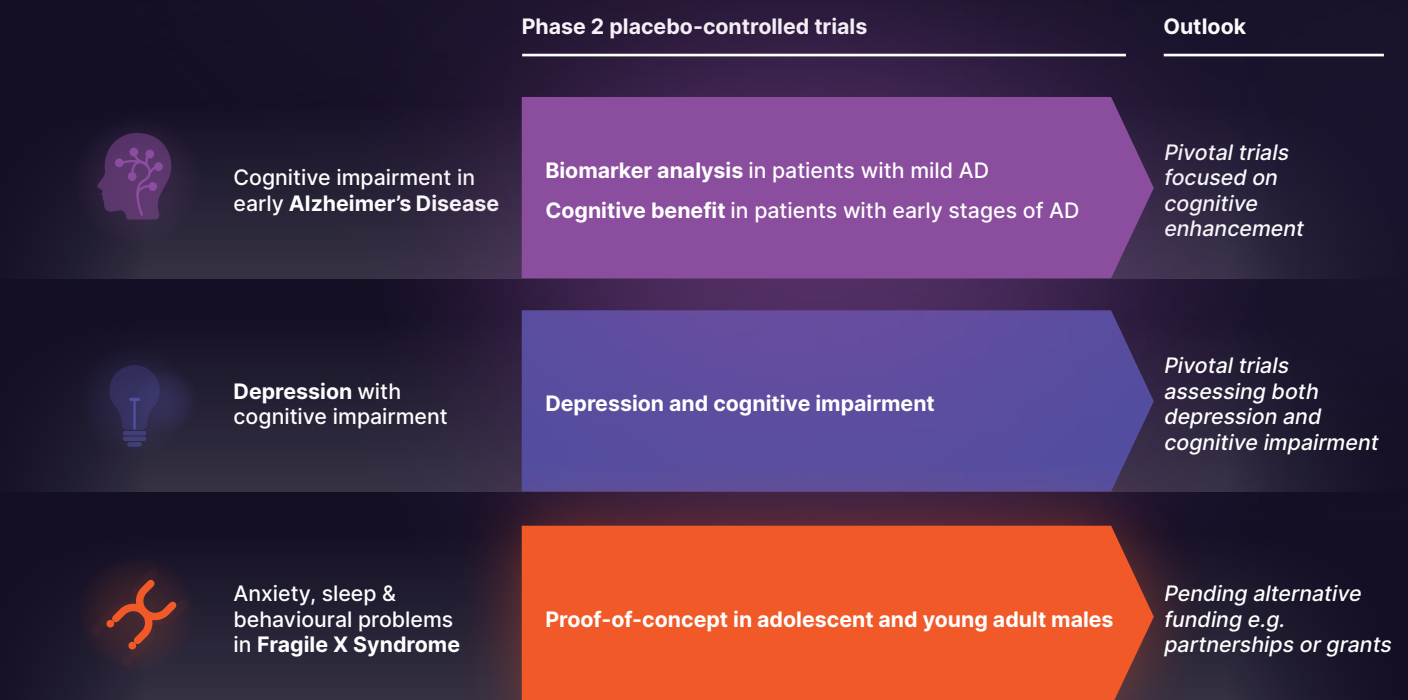 Phase 2 placebo-controlled trials
Outlook
Cognitive impairment in
early Alzheimer’s Disease
Biomarker analysis in patients with mild AD
Cognitive benefit in patients with early stages of AD
Pivotal trials
focused on
cognitive
enhancement
Depression with
cognitive impairment
Depression and cognitive impairment
Pivotal trials
assessing both
depression and
cognitive impairment
Anxiety, sleep &
behavioural problems
in Fragile X Syndrome
Proof-of-concept in adolescent and young adult males
Pending alternative
funding e.g.
partnerships or grants